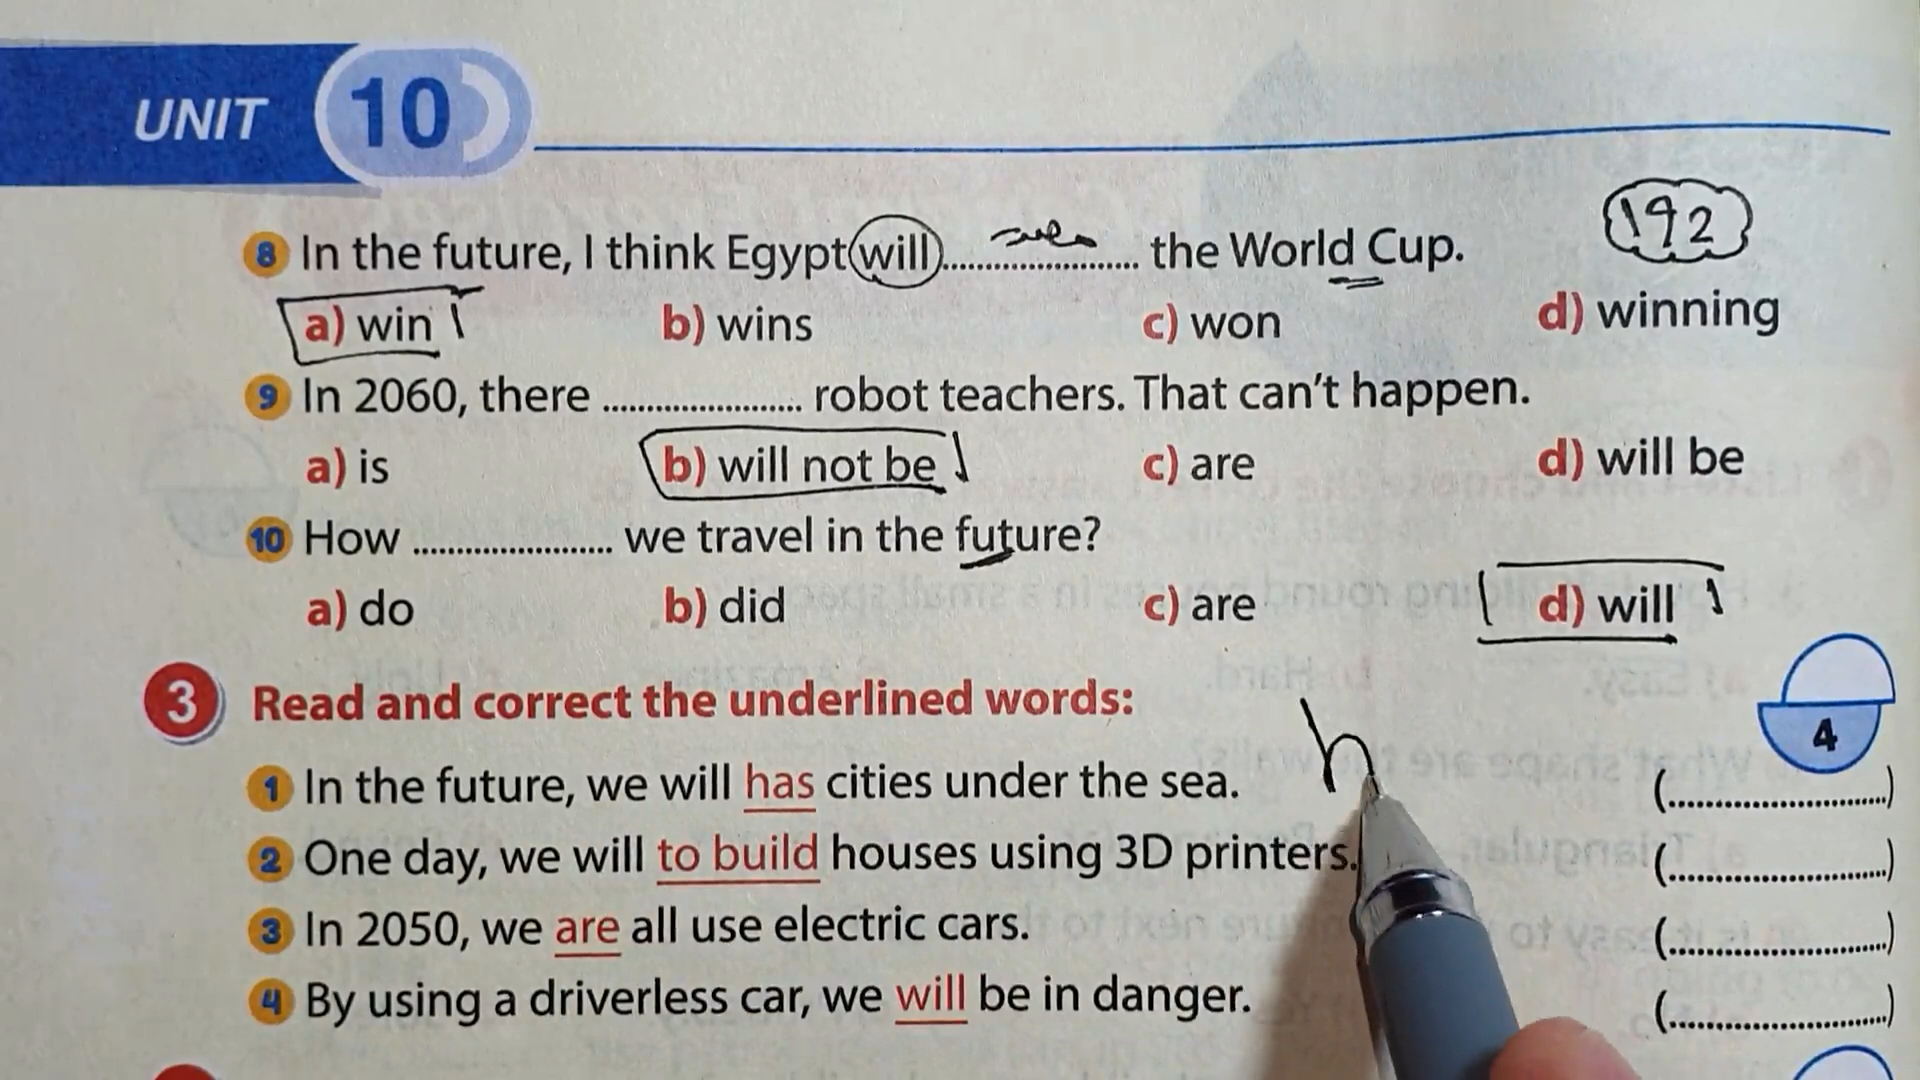 UNIT 10
192
8 In the future, I think Egypt will ........................ the World Cup.
a) win b) wins c) won d) winning
9 In 2060, there ........................ robot teachers. That can't happen.
a) is b) will not be c) are d) will be
10 How ........................ we travel in the future?
a) do b) did c) are d) will
3 Read and correct the underlined words:
4
1 In the future, we will has cities under the sea. h (........................)
2 One day, we will to build houses using 3D printers. (........................)
3 In 2050, we are all use electric cars. (........................)
4 By using a driverless car, we will be in danger. (........................)